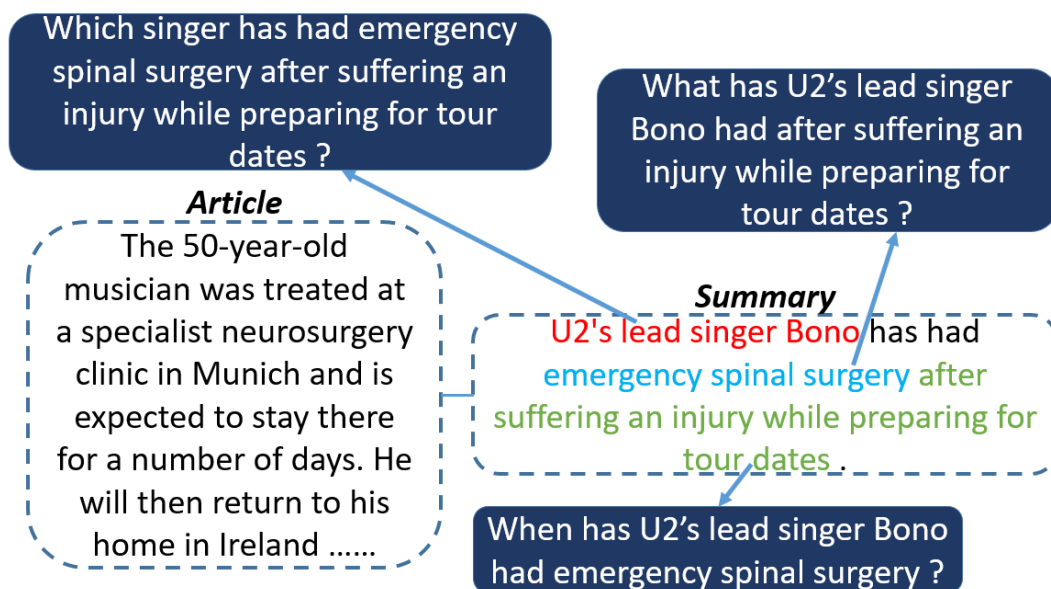 Which singer has had emergency
spinal surgery after suffering an
injury while preparing for tour
dates ?
What has U2’s lead singer
Bono had after suffering an
injury while preparing for
tour dates ?
Article
The 50-year-old
musician was treated at
a specialist neurosurgery
clinic in Munich and is
expected to stay there
for a number of days. He
will then return to his
home in Ireland ......
Summary
U2's lead singer Bono has had
emergency spinal surgery after
suffering an injury while preparing for
tour dates .
When has U2’s lead singer Bono
had emergency spinal surgery ?